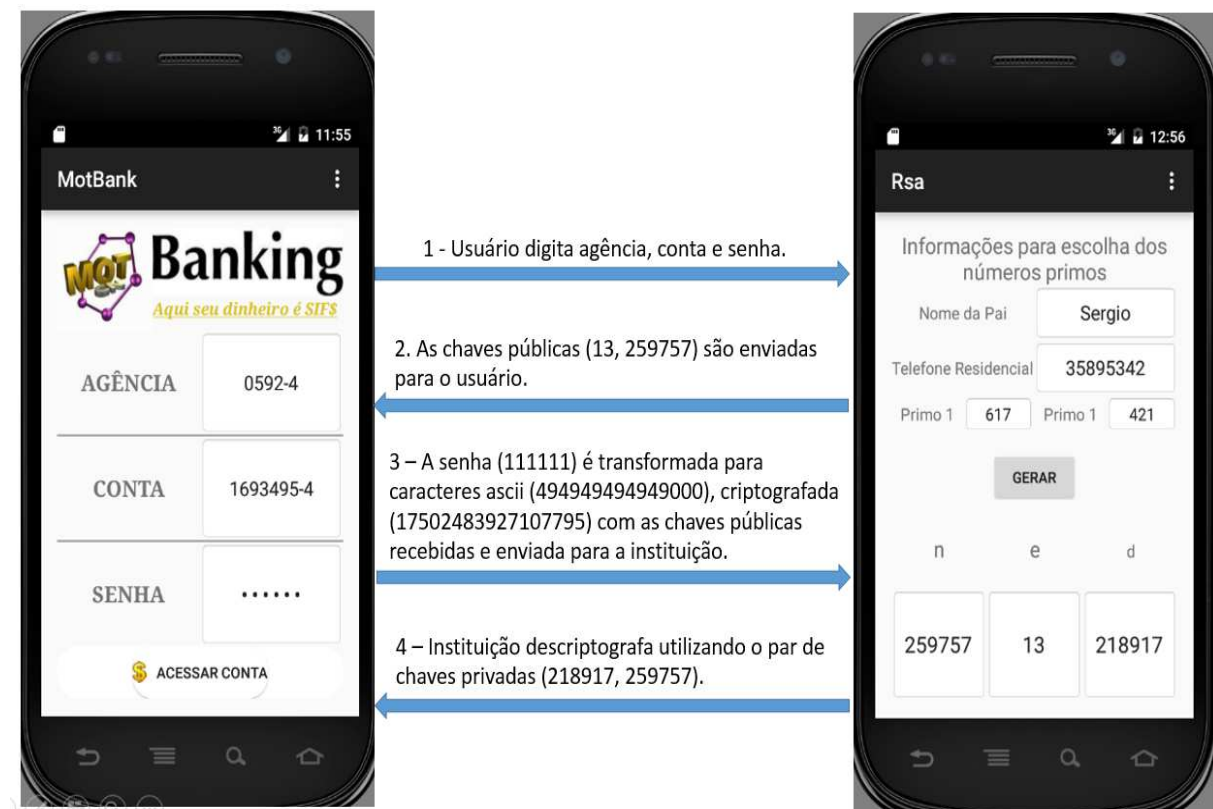 11:55
MotBank
MOT Banking
Aqui seu dinheiro é SIF$
AGÊNCIA 0592-4
CONTA 1693495-4
SENHA ······
$ ACESSAR CONTA
1 - Usuário digita agência, conta e senha.
2. As chaves públicas (13, 259757) são enviadas
para o usuário.
3 – A senha (111111) é transformada para
caracteres ascii (494949494949000), criptografada
(17502483927107795) com as chaves públicas
recebidas e enviada para a instituição.
4 – Instituição descriptografa utilizando o par de
chaves privadas (218917, 259757).
3G 12:56
Rsa
Informações para escolha dos
números primos
Nome da Pai Sergio
Telefone Residencial 35895342
Primo 1 617 Primo 1 421
GERAR
n e d
259757 13 218917